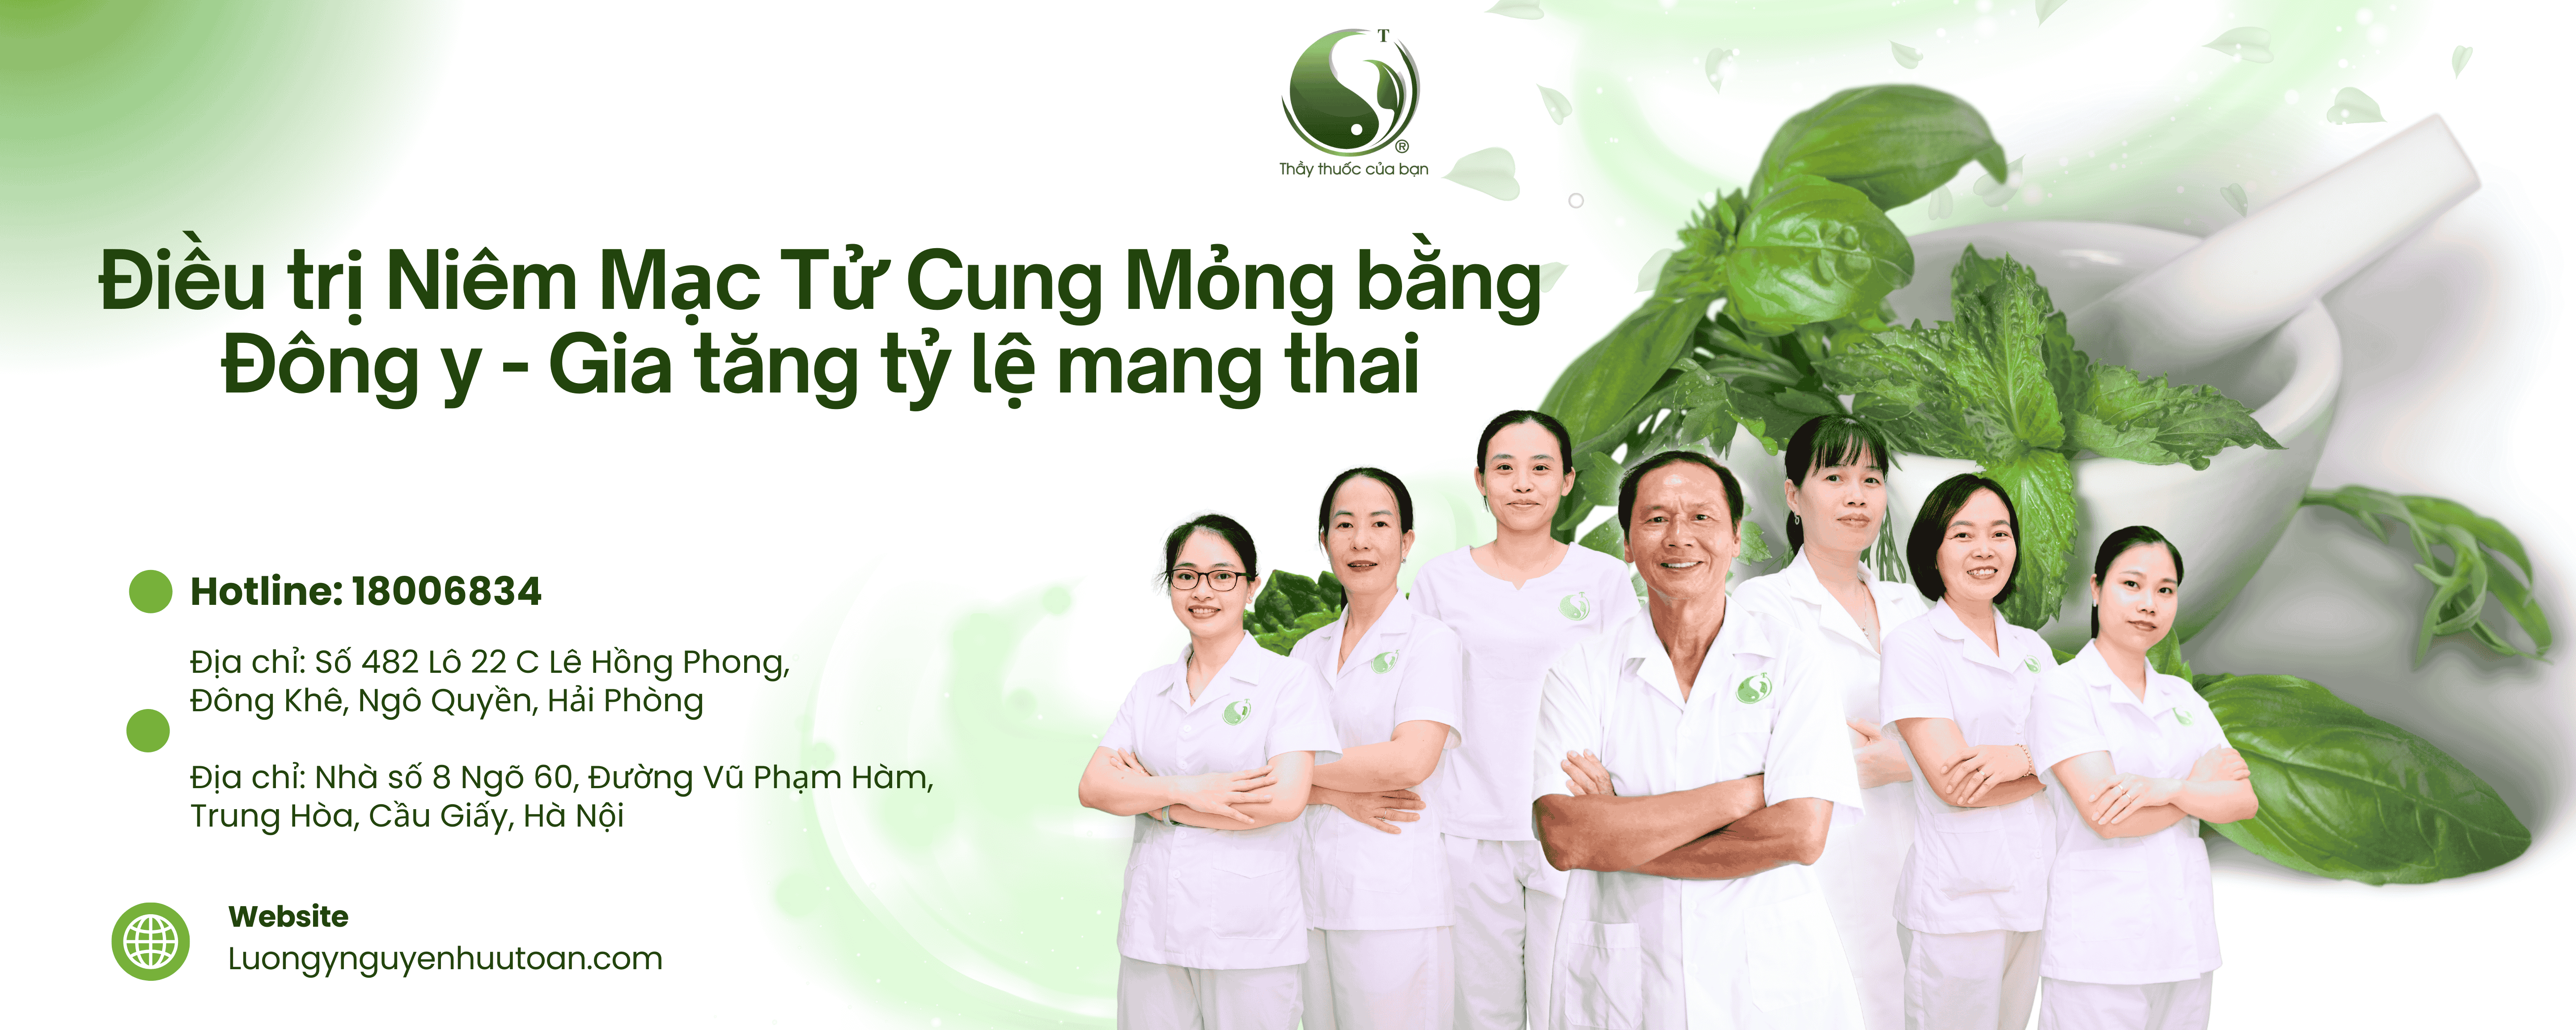 T
®
Thầy thuốc của bạn
Điều trị Niêm Mạc Tử Cung Mỏng bằng
Đông y - Gia tăng tỷ lệ mang thai
Hotline: 18006834
Địa chỉ: Số 482 Lô 22 C Lê Hồng Phong,
Đông Khê, Ngô Quyền, Hải Phòng
Địa chỉ: Nhà số 8 Ngõ 60, Đường Vũ Phạm Hàm,
Trung Hòa, Cầu Giấy, Hà Nội
Website
Luongynguyenhuutoan.com